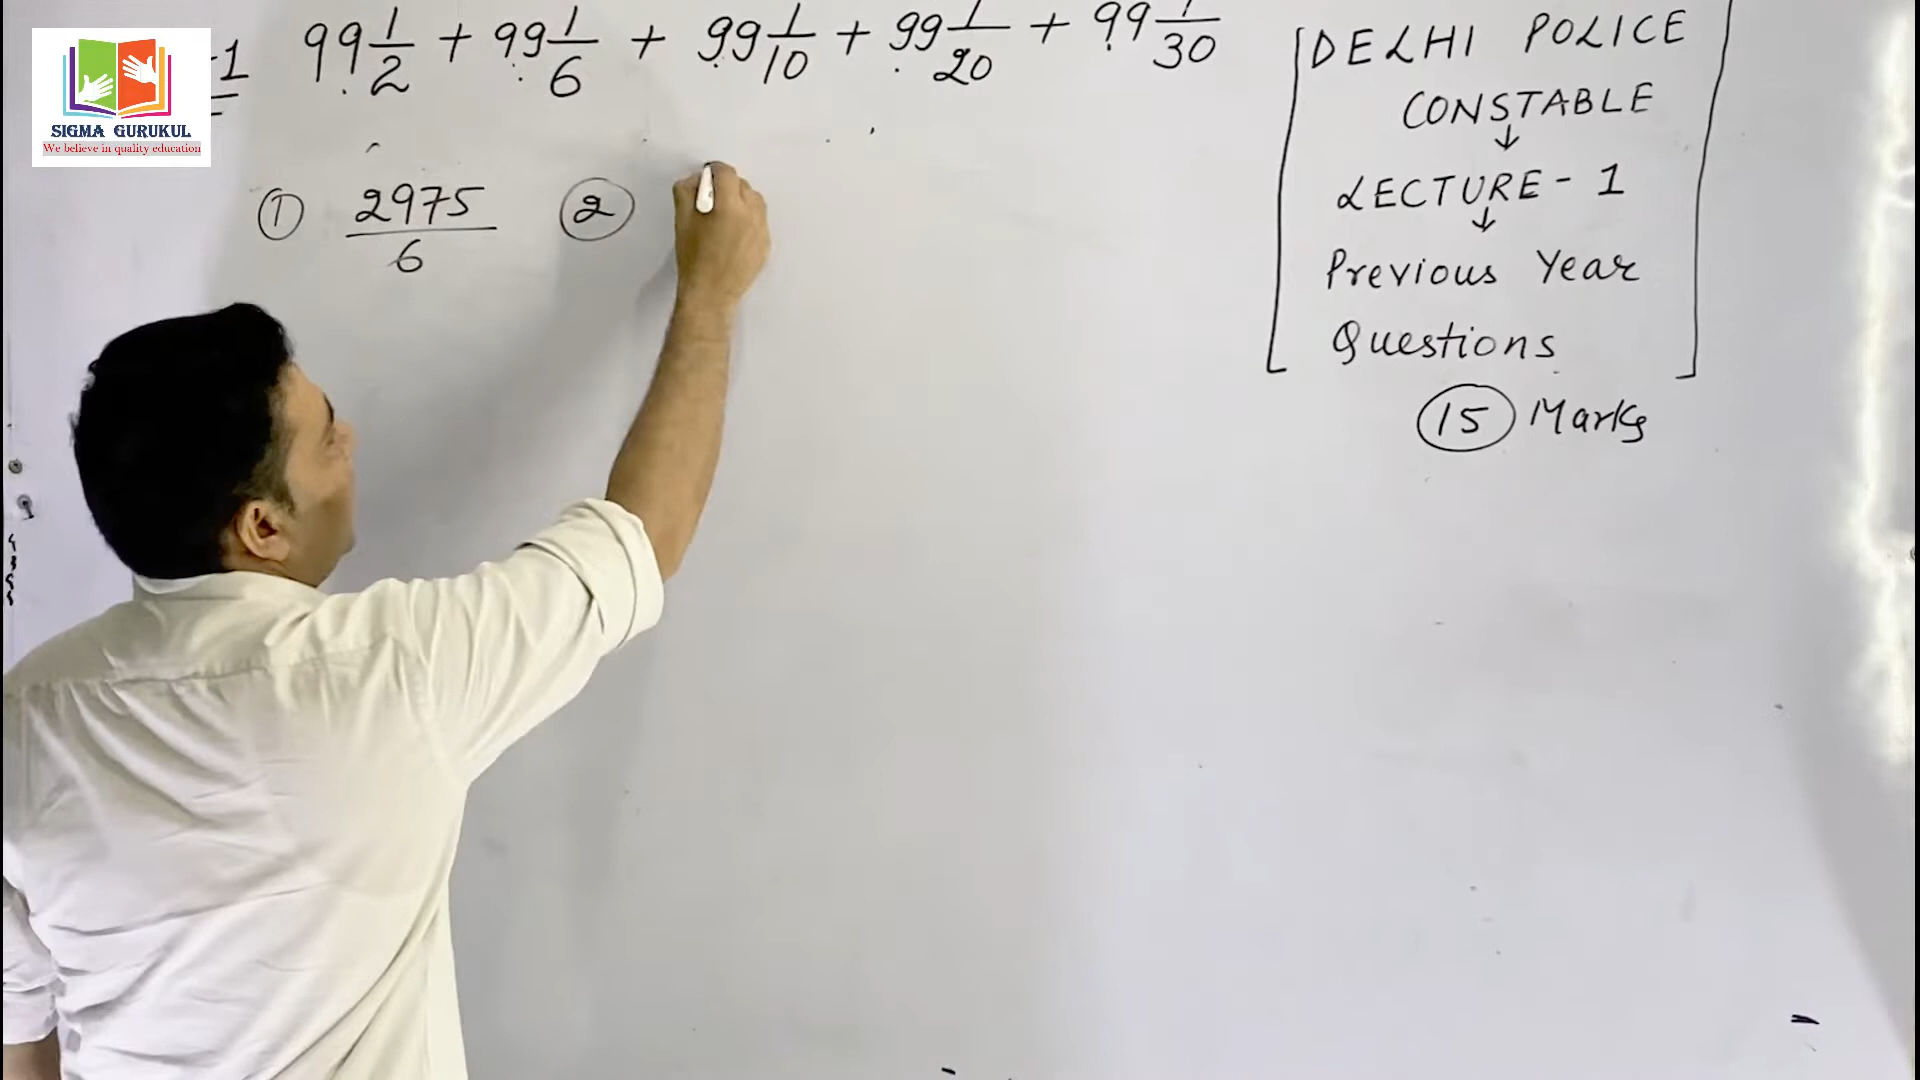 -1 99 1/2 + 99 1/6 + 99 1/10 + 99 1/20 + 99 1/30
① 2975/6 ②
[DELHI POLICE
CONSTABLE
↓
LECTURE - 1
↓
Previous Year
Questions]
15 Marks
SIGMA GURUKUL
We believe in quality education